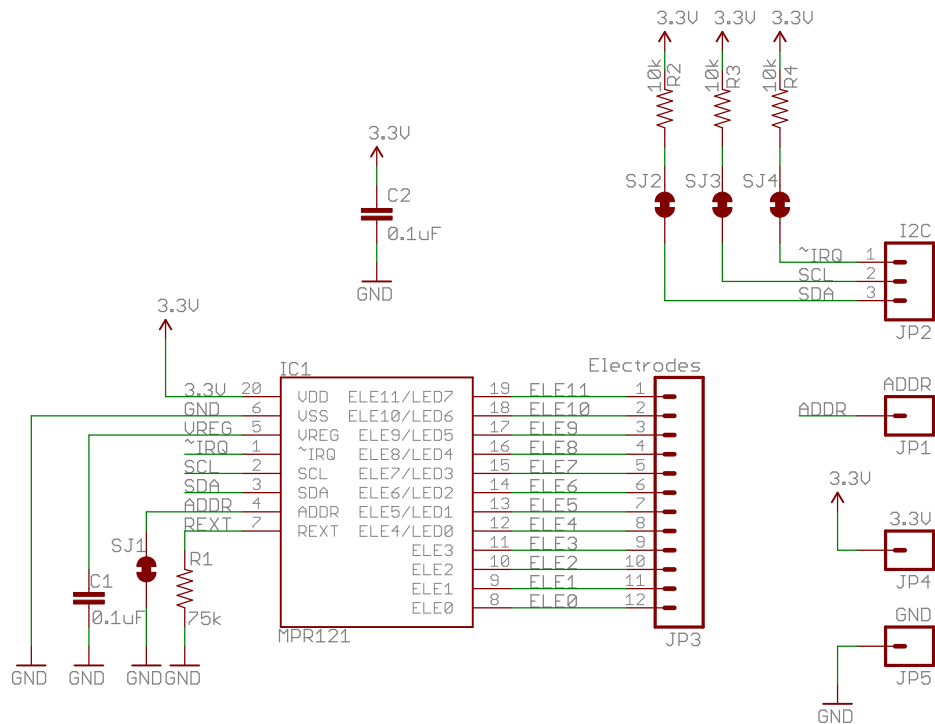 3.3V 3.3V 3.3V
10k R2 10k R3 10k R4
3.3V
SJ2 SJ3 SJ4
C2
0.1uF
GND
I2C
~IRQ 1
SCL 2
SDA 3
JP2
3.3V
IC1
Electrodes
3.3V 20 VDD ELE11/LED7 19 ELE11 1
GND 6 VSS ELE10/LED6 18 ELE10 2
VREG 5 VREG ELE9/LED5 17 ELE9 3
~IRQ 1 ~IRQ ELE8/LED4 16 ELE8 4
SCL 2 SCL ELE7/LED3 15 ELE7 5
SDA 3 SDA ELE6/LED2 14 ELE6 6
ADDR 4 ADDR ELE5/LED1 13 ELE5 7
REXT 7 REXT ELE4/LED0 12 ELE4 8
ELE3 11 ELE3 9
ELE2 10 ELE2 10
ELE1 9 ELE1 11
ELE0 8 ELE0 12
MPR121
JP3
SJ1
R1
75k
C1
0.1uF
GND GND GND GND
ADDR
ADDR
JP1
3.3V
3.3V
JP4
GND
JP5
GND